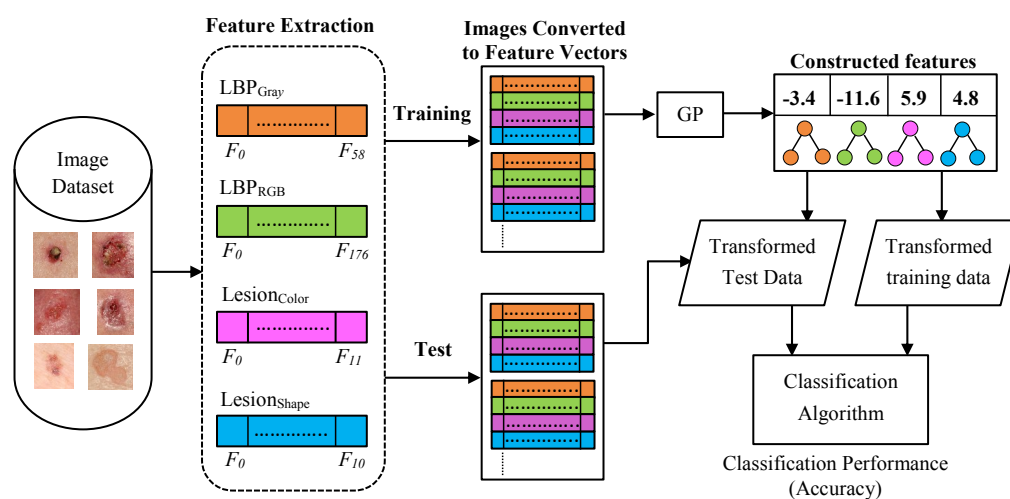 Feature Extraction
Images Converted
to Feature Vectors
Constructed features
-3.4 -11.6 5.9 4.8
Image
Dataset
LBPGray
F0 F58
LBPRGB
F0 F176
LesionColor
F0 F11
LesionShape
F0 F10
Training
Test
GP
Transformed
Test Data
Transformed
training data
Classification
Algorithm
Classification Performance
(Accuracy)